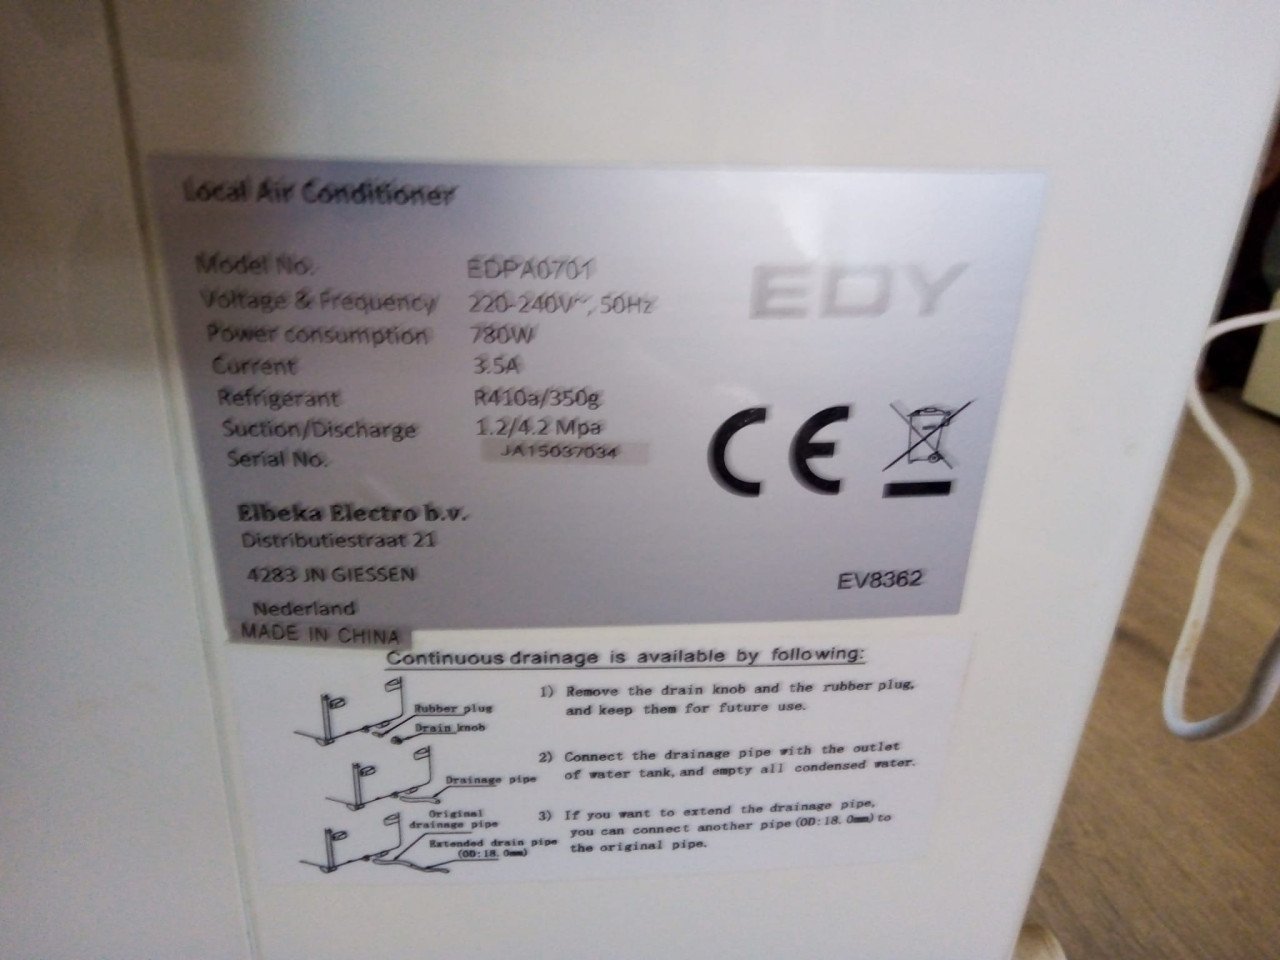 Local Air Conditioner
EDY
Model No. EDPA0701
Voltage & Frequency 220-240V~, 50Hz
Power consumption 780W
Current 3.5A
Refrigerant R410a/350g
Suction/Discharge 1.2/4.2 Mpa
Serial No. JA15037034
CE
Elbeka Electro b.v.
Distributiestraat 21
4283 JN GIESSEN
Nederland
EV8362
MADE IN CHINA
Continuous drainage is available by following:
Rubber plug
Drain knob
1) Remove the drain knob and the rubber plug,
and keep them for future use.
Drainage pipe
2) Connect the drainage pipe with the outlet
of water tank, and empty all condensed water.
Original
drainage pipe
Extended drain pipe
(OD:18.0mm)
3) If you want to extend the drainage pipe,
you can connect another pipe (OD:18.0mm) to
the original pipe.